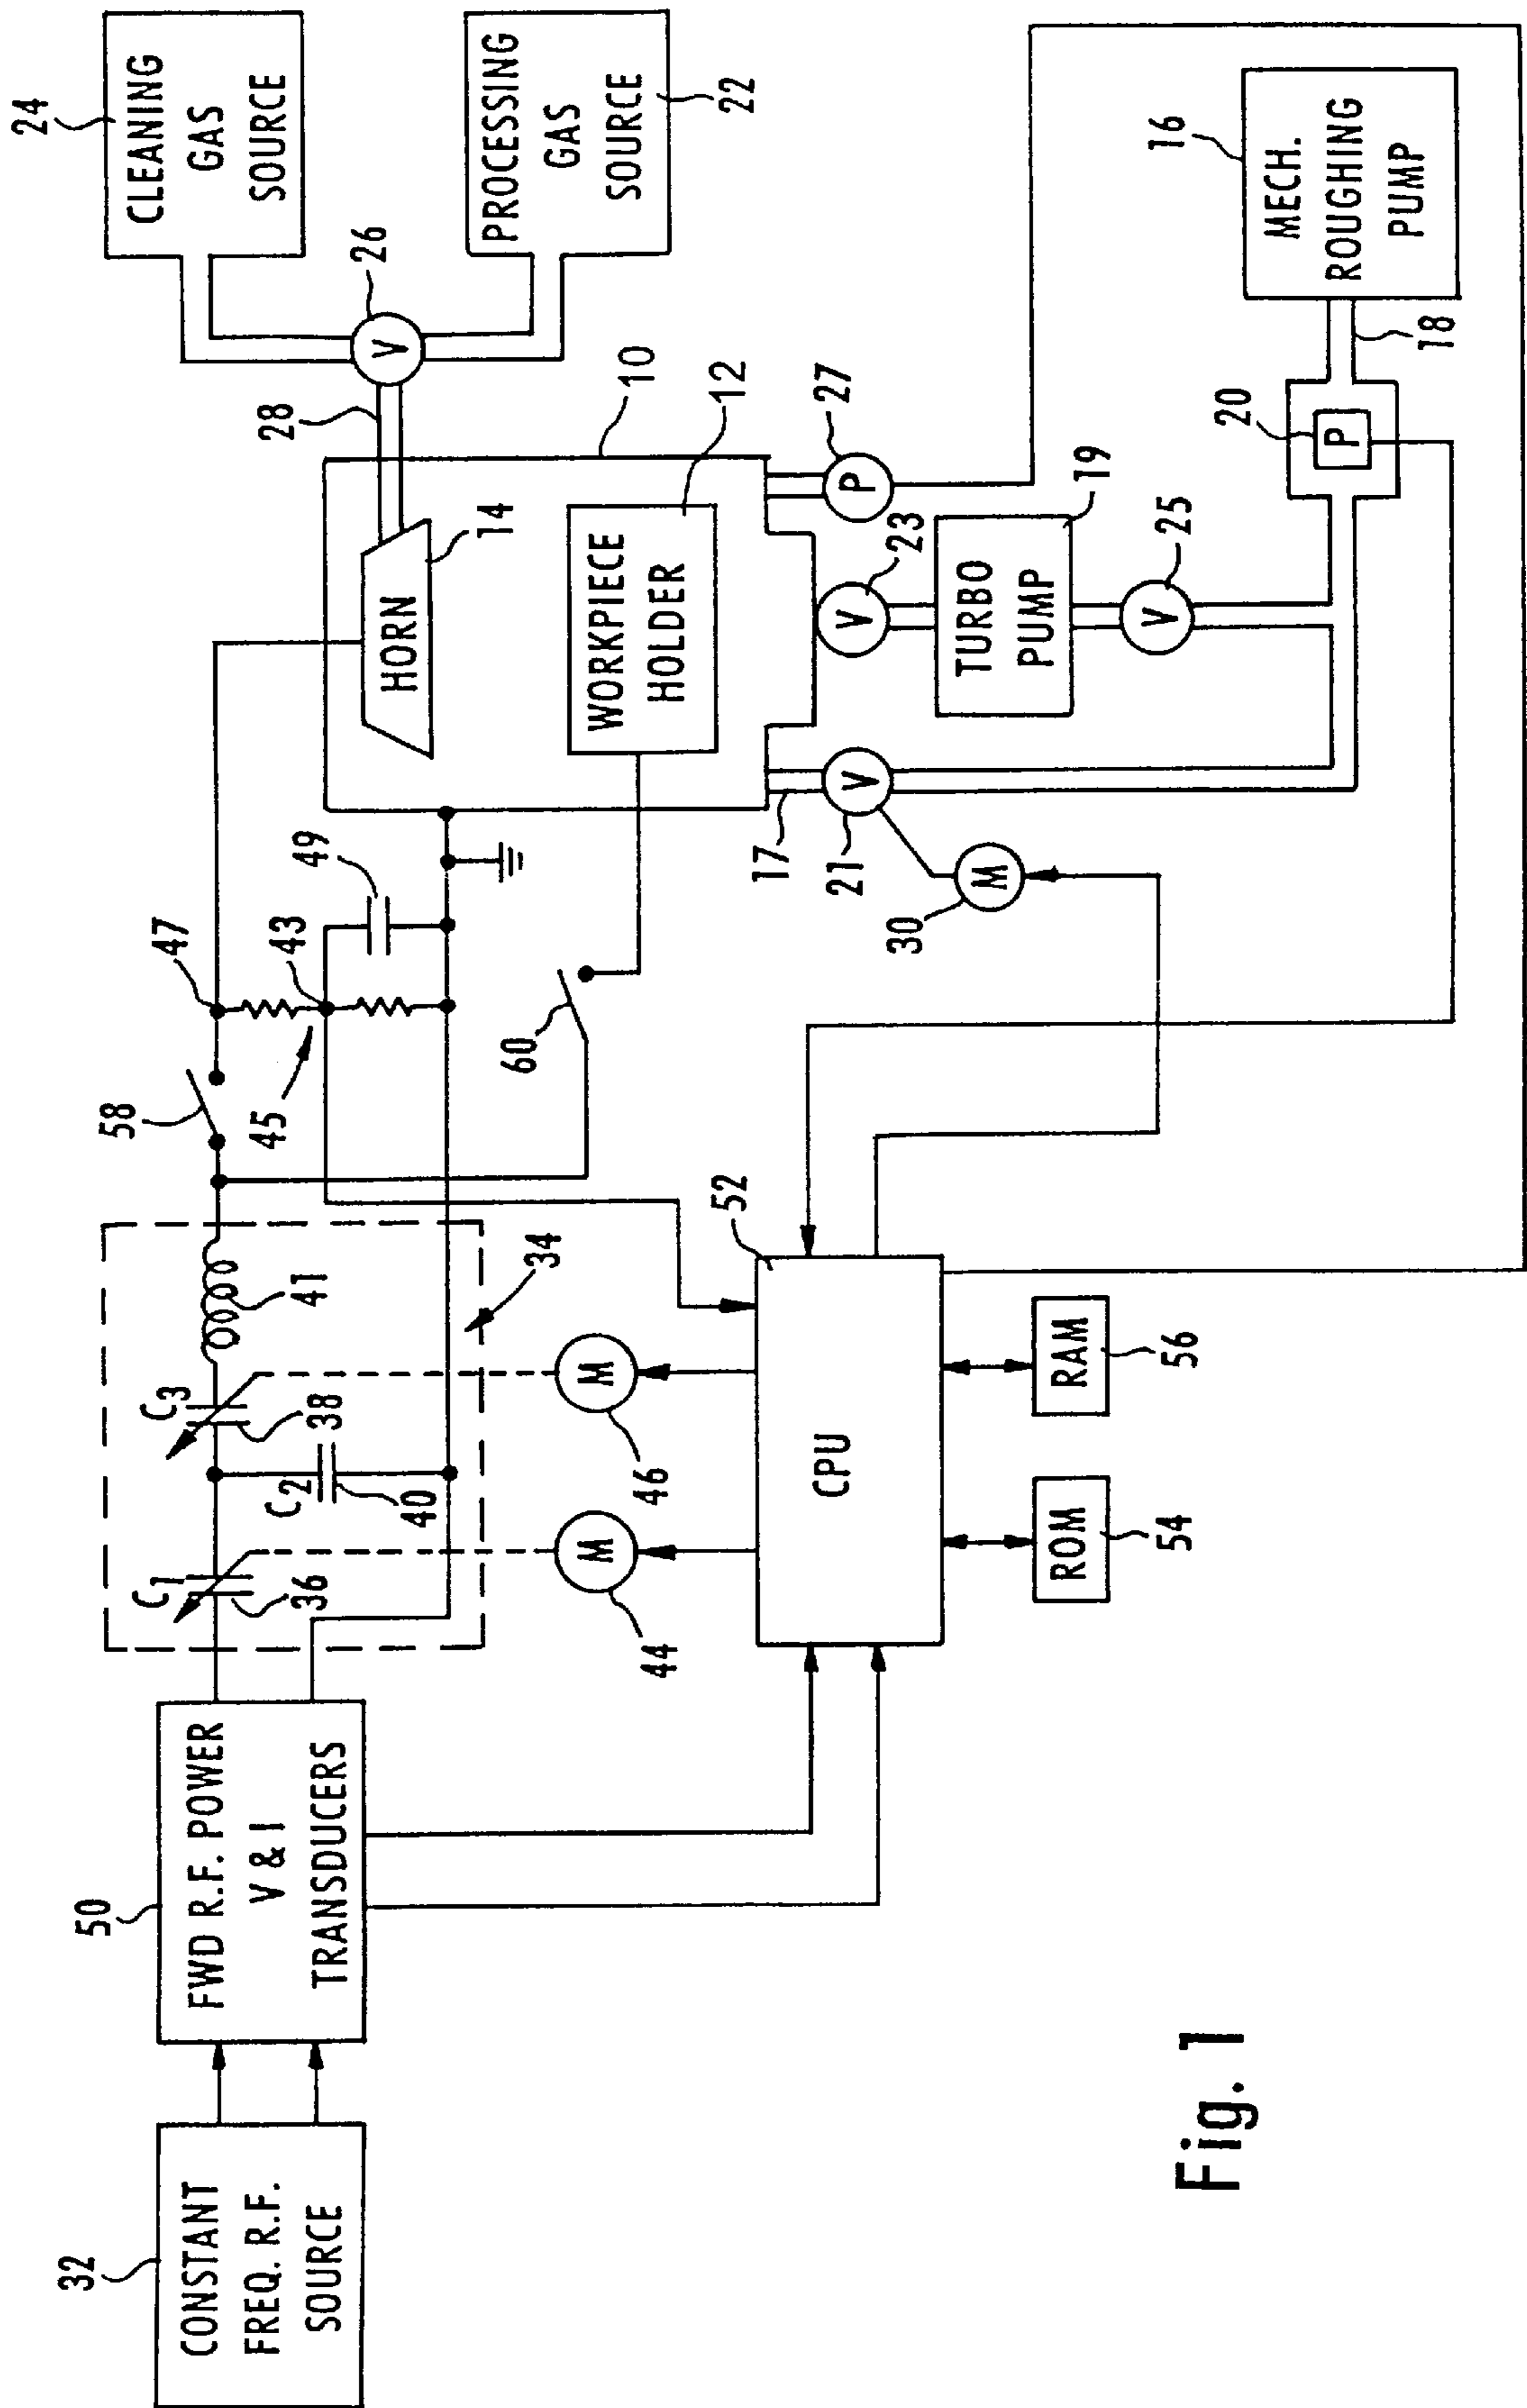 24
CLEANING
GAS
SOURCE
PROCESSING
GAS
SOURCE
22
26
V
28
10
HORN
14
WORKPIECE
HOLDER
12
P
27
V
23
TURBO
PUMP
19
V
25
17
V
21
M
30
MECH.
ROUGHING
PUMP
16
18
P
20
47
43
49
45
58
60
41
34
C3
38
C2
40
C1
36
M
46
M
44
52
CPU
RAM
56
ROM
54
50
FWD R.F. POWER
V & I
TRANSDUCERS
32
CONSTANT
FREQ. R.F.
SOURCE
Fig. 1